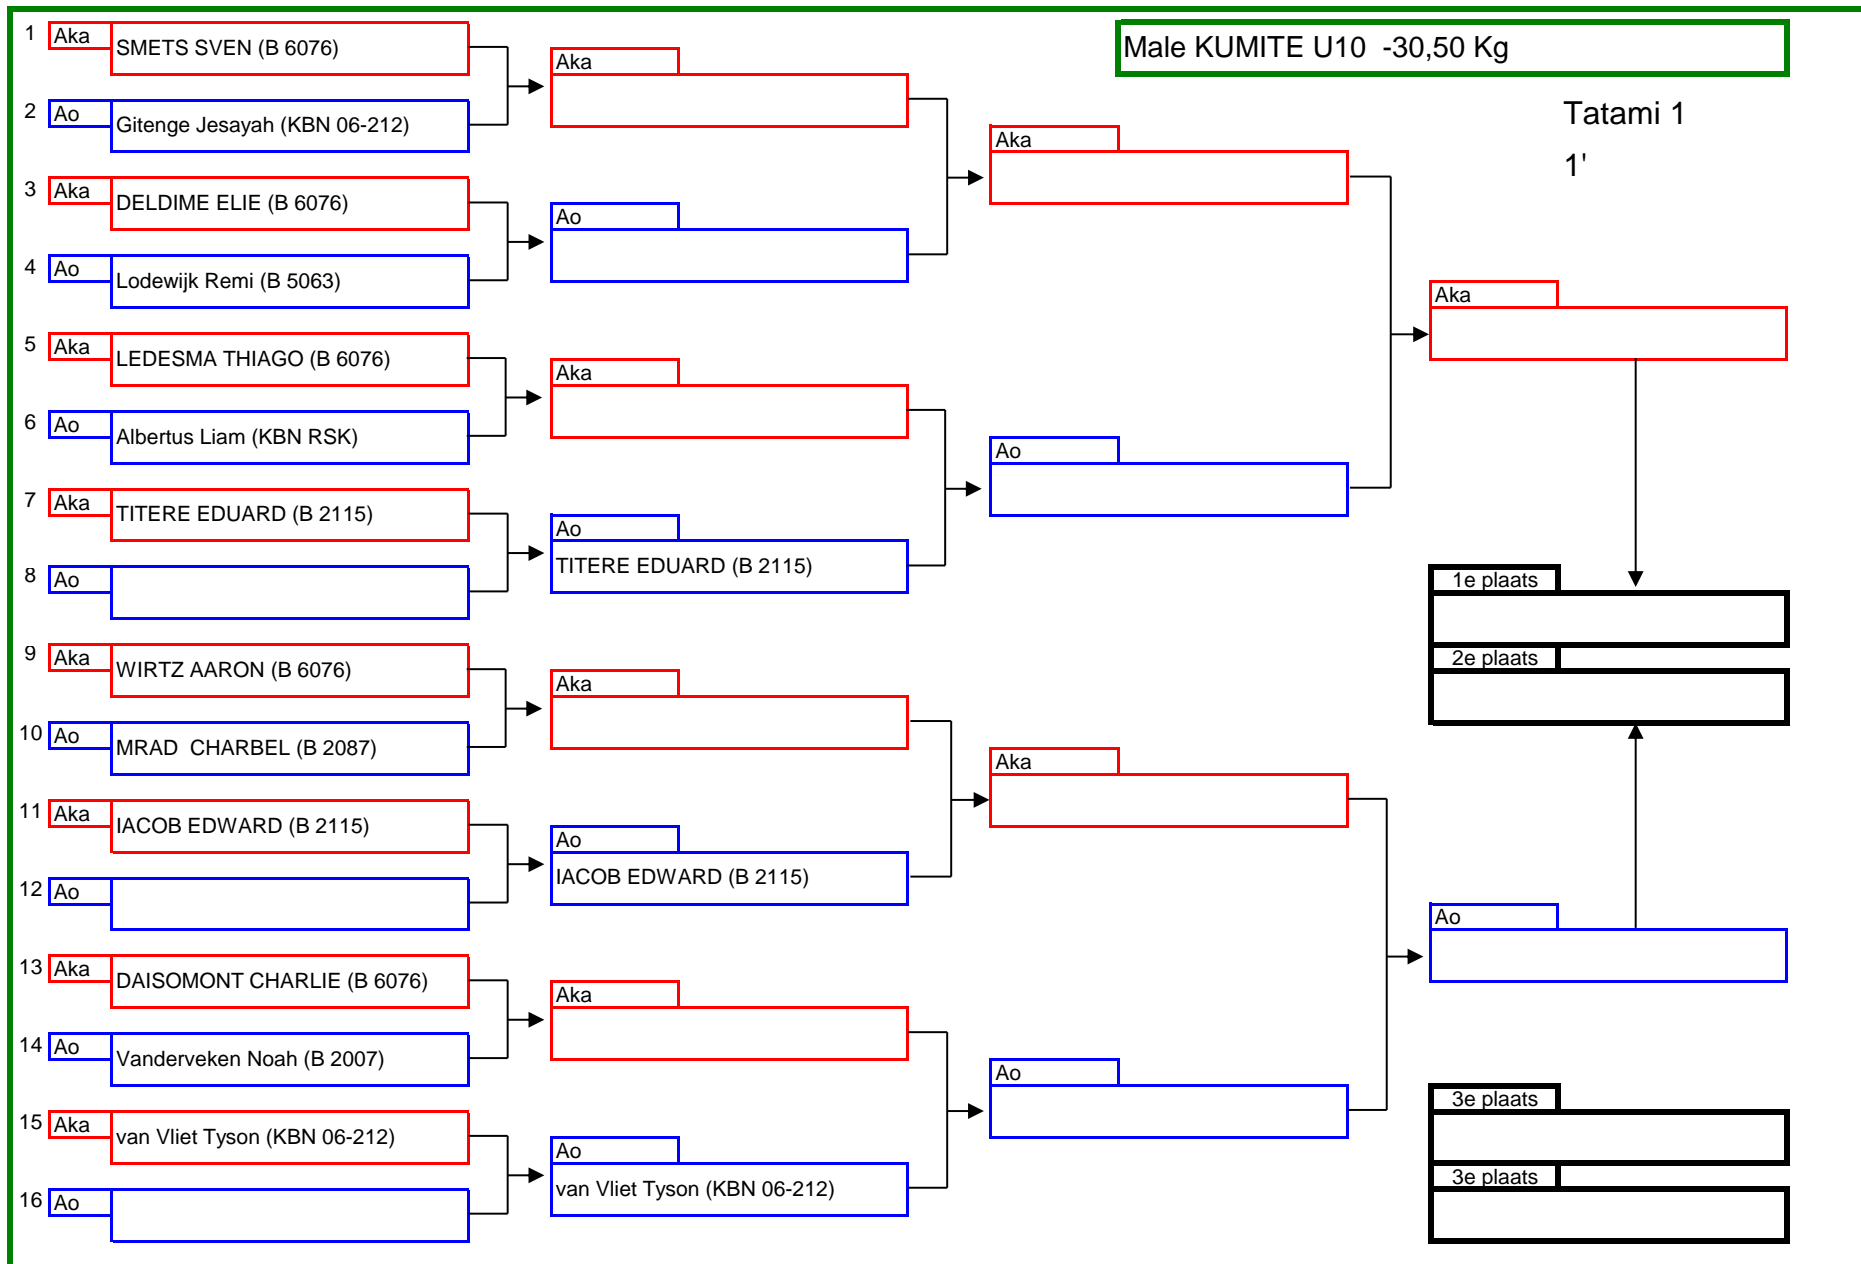 Male KUMITE U10  -30,50 Kg
Tatami 1
1'
1 Aka SMETS SVEN (B 6076)
2 Ao Gitenge Jesayah (KBN 06-212)
3 Aka DELDIME ELIE (B 6076)
4 Ao Lodewijk Remi (B 5063)
5 Aka LEDESMA THIAGO (B 6076)
6 Ao Albertus Liam (KBN RSK)
7 Aka TITERE EDUARD (B 2115)
8 Ao
9 Aka WIRTZ AARON (B 6076)
10 Ao MRAD  CHARBEL (B 2087)
11 Aka IACOB EDWARD (B 2115)
12 Ao
13 Aka DAISOMONT CHARLIE (B 6076)
14 Ao Vanderveken Noah (B 2007)
15 Aka van Vliet Tyson (KBN 06-212)
16 Ao
Aka
Ao
Aka
Ao
TITERE EDUARD (B 2115)
Aka
Ao
IACOB EDWARD (B 2115)
Aka
Ao
van Vliet Tyson (KBN 06-212)
Aka
Ao
Aka
Ao
Aka
1e plaats
2e plaats
Ao
3e plaats
3e plaats